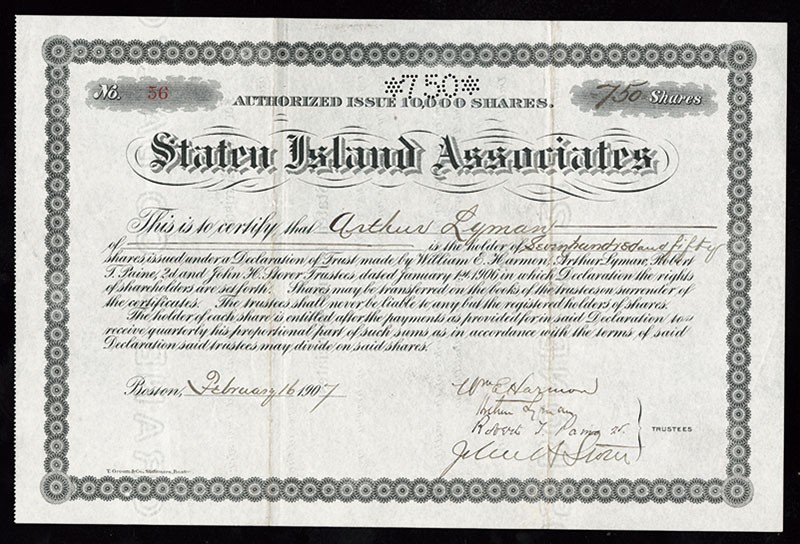 *750*
No. 56
AUTHORIZED ISSUE 10,000 SHARES.
750 Shares
Staten Island Associates
This is to certify that Arthur Lyman
of is the holder of Seven hundred and fifty
shares issued under a Declaration of Trust made by William E. Harmon, Arthur Lyman, Robert
T. Paine, 2d and John H. Storer Trustees, dated January 1st 1906 in which Declaration the rights
of shareholders are set forth. Shares may be transferred on the books of the trustees on surrender of
the certificates. The trustees shall never be liable to any but the registered holders of shares.
The holder of each share is entitled after the payments as provided for in said Declaration to
receive quarterly his proportional part of such sums as in accordance with the terms of said
Declaration said trustees may divide on said shares.
Boston, February 16 1907
Wm E Harmon
Arthur Lyman
Robert T. Paine 2d
John H Storer
TRUSTEES